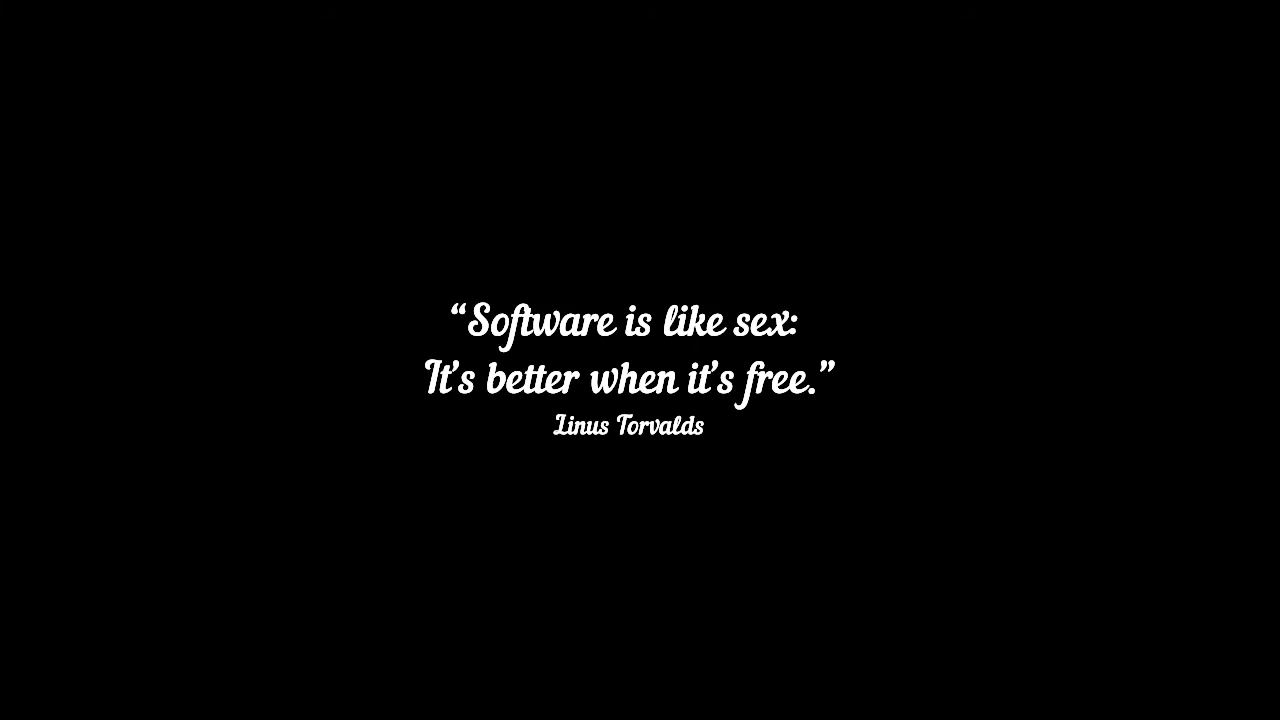 “Software is like sex:
It’s better when it’s free.”
Linus Torvalds